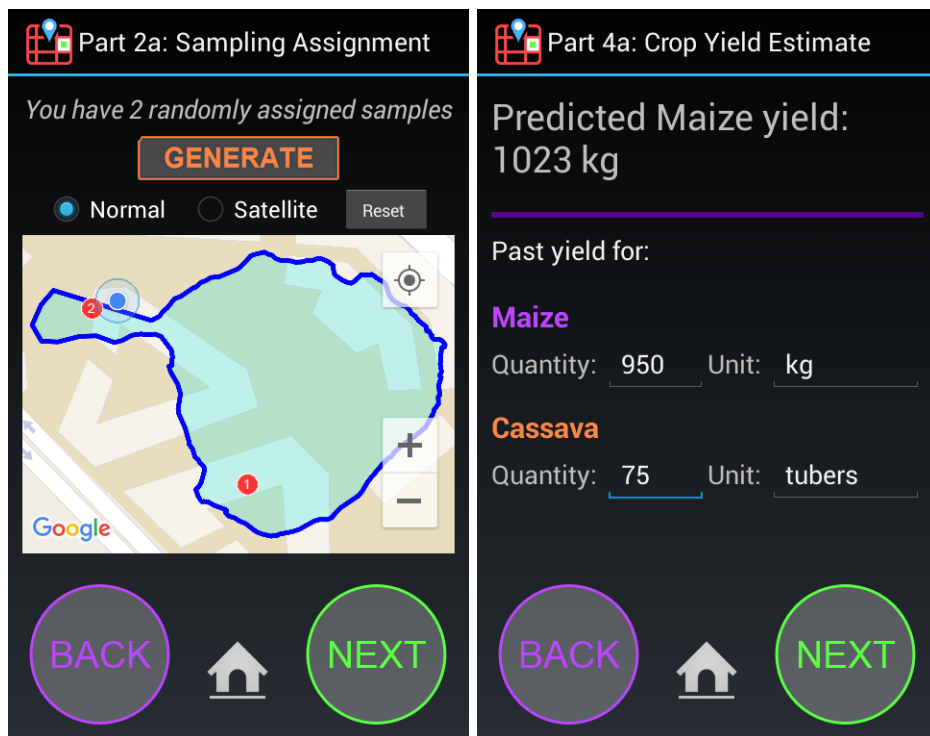 Part 2a: Sampling Assignment
You have 2 randomly assigned samples
GENERATE
Normal Satellite Reset
2
1
+
−
Google
BACK NEXT
Part 4a: Crop Yield Estimate
Predicted Maize yield:
1023 kg
Past yield for:
Maize
Quantity: 950 Unit: kg
Cassava
Quantity: 75 Unit: tubers
BACK NEXT